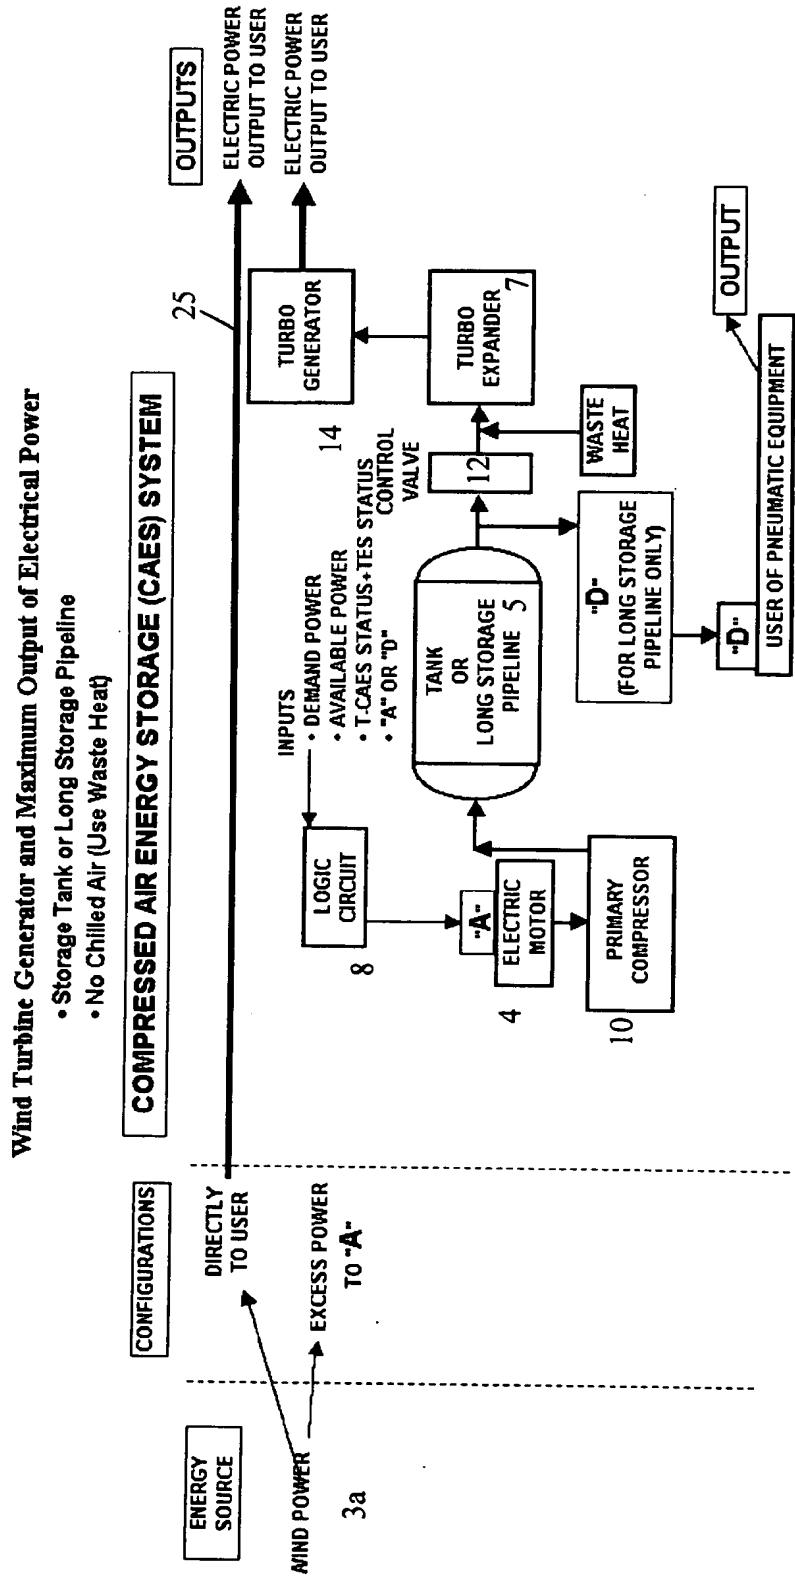 Wind Turbine Generator and Maximum Output of Electrical Power
• Storage Tank or Long Storage Pipeline
• No Chilled Air (Use Waste Heat)
ENERGY
SOURCE
CONFIGURATIONS
COMPRESSED AIR ENERGY STORAGE (CAES) SYSTEM
OUTPUTS
WIND POWER
3a
DIRECTLY
TO USER
EXCESS POWER
TO "A"
25
ELECTRIC POWER
OUTPUT TO USER
ELECTRIC POWER
OUTPUT TO USER
INPUTS
• DEMAND POWER
• AVAILABLE POWER
• T-CAES STATUS+TES STATUS
• "A" OR "D"
LOGIC
CIRCUIT
8
"A"
ELECTRIC
MOTOR
4
PRIMARY
COMPRESSOR
10
TANK
OR
LONG STORAGE
PIPELINE 5
CONTROL
VALVE
12
TURBO
GENERATOR
14
TURBO
EXPANDER
7
WASTE
HEAT
"D"
(FOR LONG STORAGE
PIPELINE ONLY)
"D"
USER OF PNEUMATIC EQUIPMENT
OUTPUT